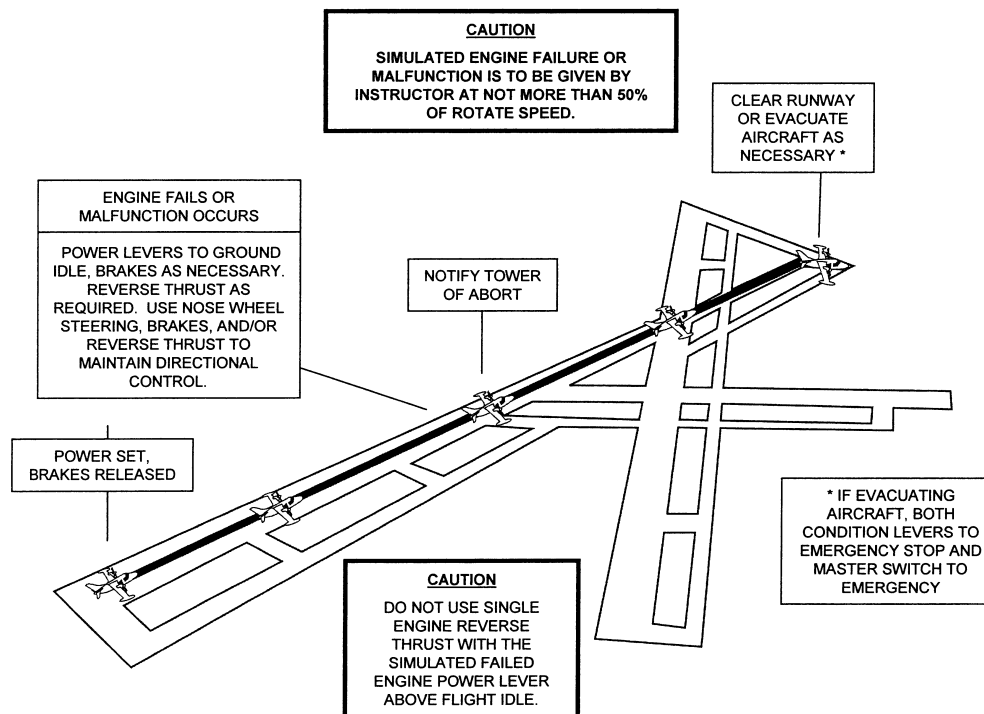 CAUTION
SIMULATED ENGINE FAILURE OR
MALFUNCTION IS TO BE GIVEN BY
INSTRUCTOR AT NOT MORE THAN 50%
OF ROTATE SPEED.
CLEAR RUNWAY
OR EVACUATE
AIRCRAFT AS
NECESSARY *
ENGINE FAILS OR
MALFUNCTION OCCURS
POWER LEVERS TO GROUND
IDLE, BRAKES AS NECESSARY.
REVERSE THRUST AS
REQUIRED. USE NOSE WHEEL
STEERING, BRAKES, AND/OR
REVERSE THRUST TO
MAINTAIN DIRECTIONAL
CONTROL.
NOTIFY TOWER
OF ABORT
POWER SET,
BRAKES RELEASED
* IF EVACUATING
AIRCRAFT, BOTH
CONDITION LEVERS TO
EMERGENCY STOP AND
MASTER SWITCH TO
EMERGENCY
CAUTION
DO NOT USE SINGLE
ENGINE REVERSE
THRUST WITH THE
SIMULATED FAILED
ENGINE POWER LEVER
ABOVE FLIGHT IDLE.